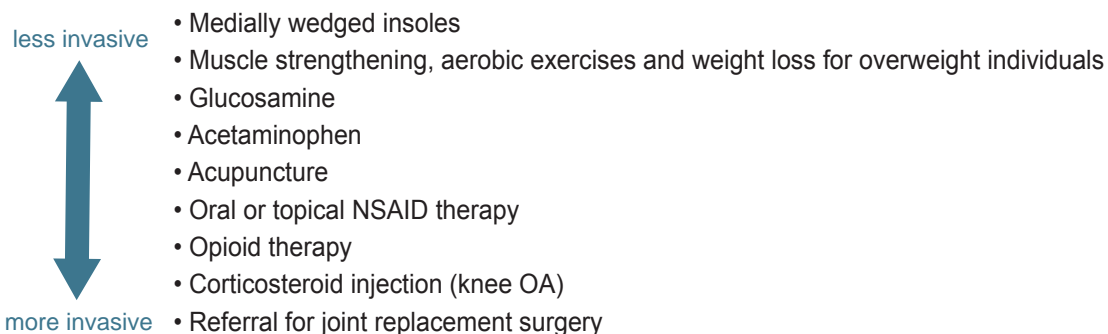 less invasive
• Medially wedged insoles
• Muscle strengthening, aerobic exercises and weight loss for overweight individuals
• Glucosamine
• Acetaminophen
• Acupuncture
• Oral or topical NSAID therapy
• Opioid therapy
• Corticosteroid injection (knee OA)
more invasive • Referral for joint replacement surgery